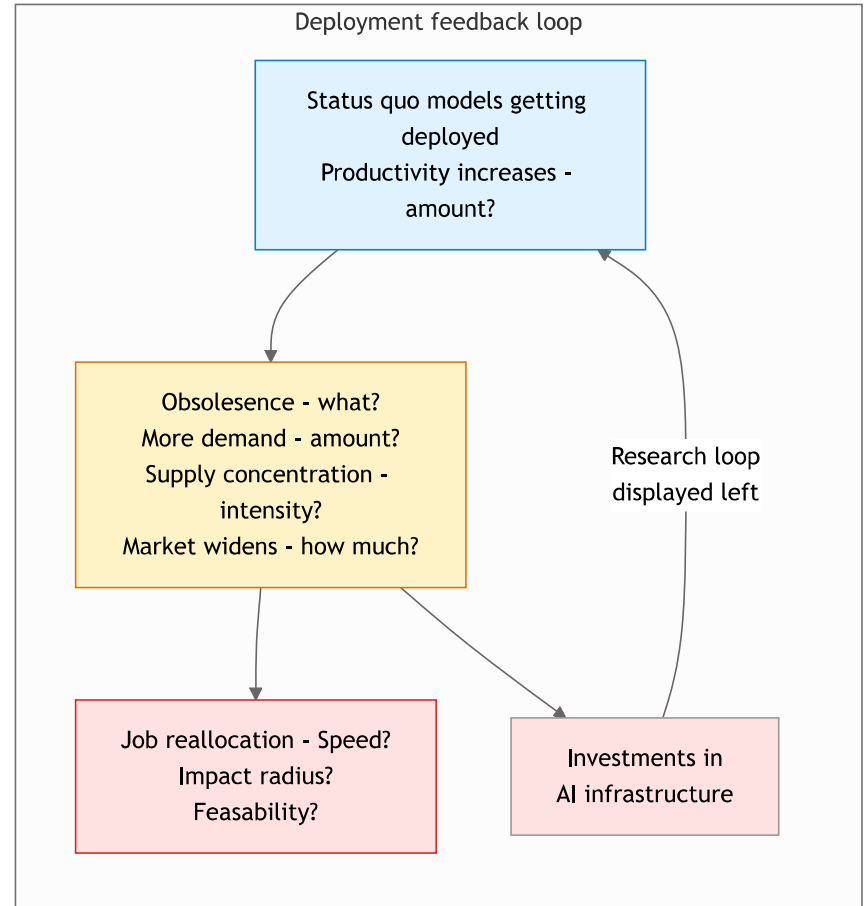 Deployment feedback loop
Status quo models getting
deployed
Productivity increases -
amount?
Obsolesence - what?
More demand - amount?
Supply concentration -
intensity?
Market widens - how much?
Research loop
displayed left
Job reallocation - Speed?
Impact radius?
Feasability?
Investments in
AI infrastructure